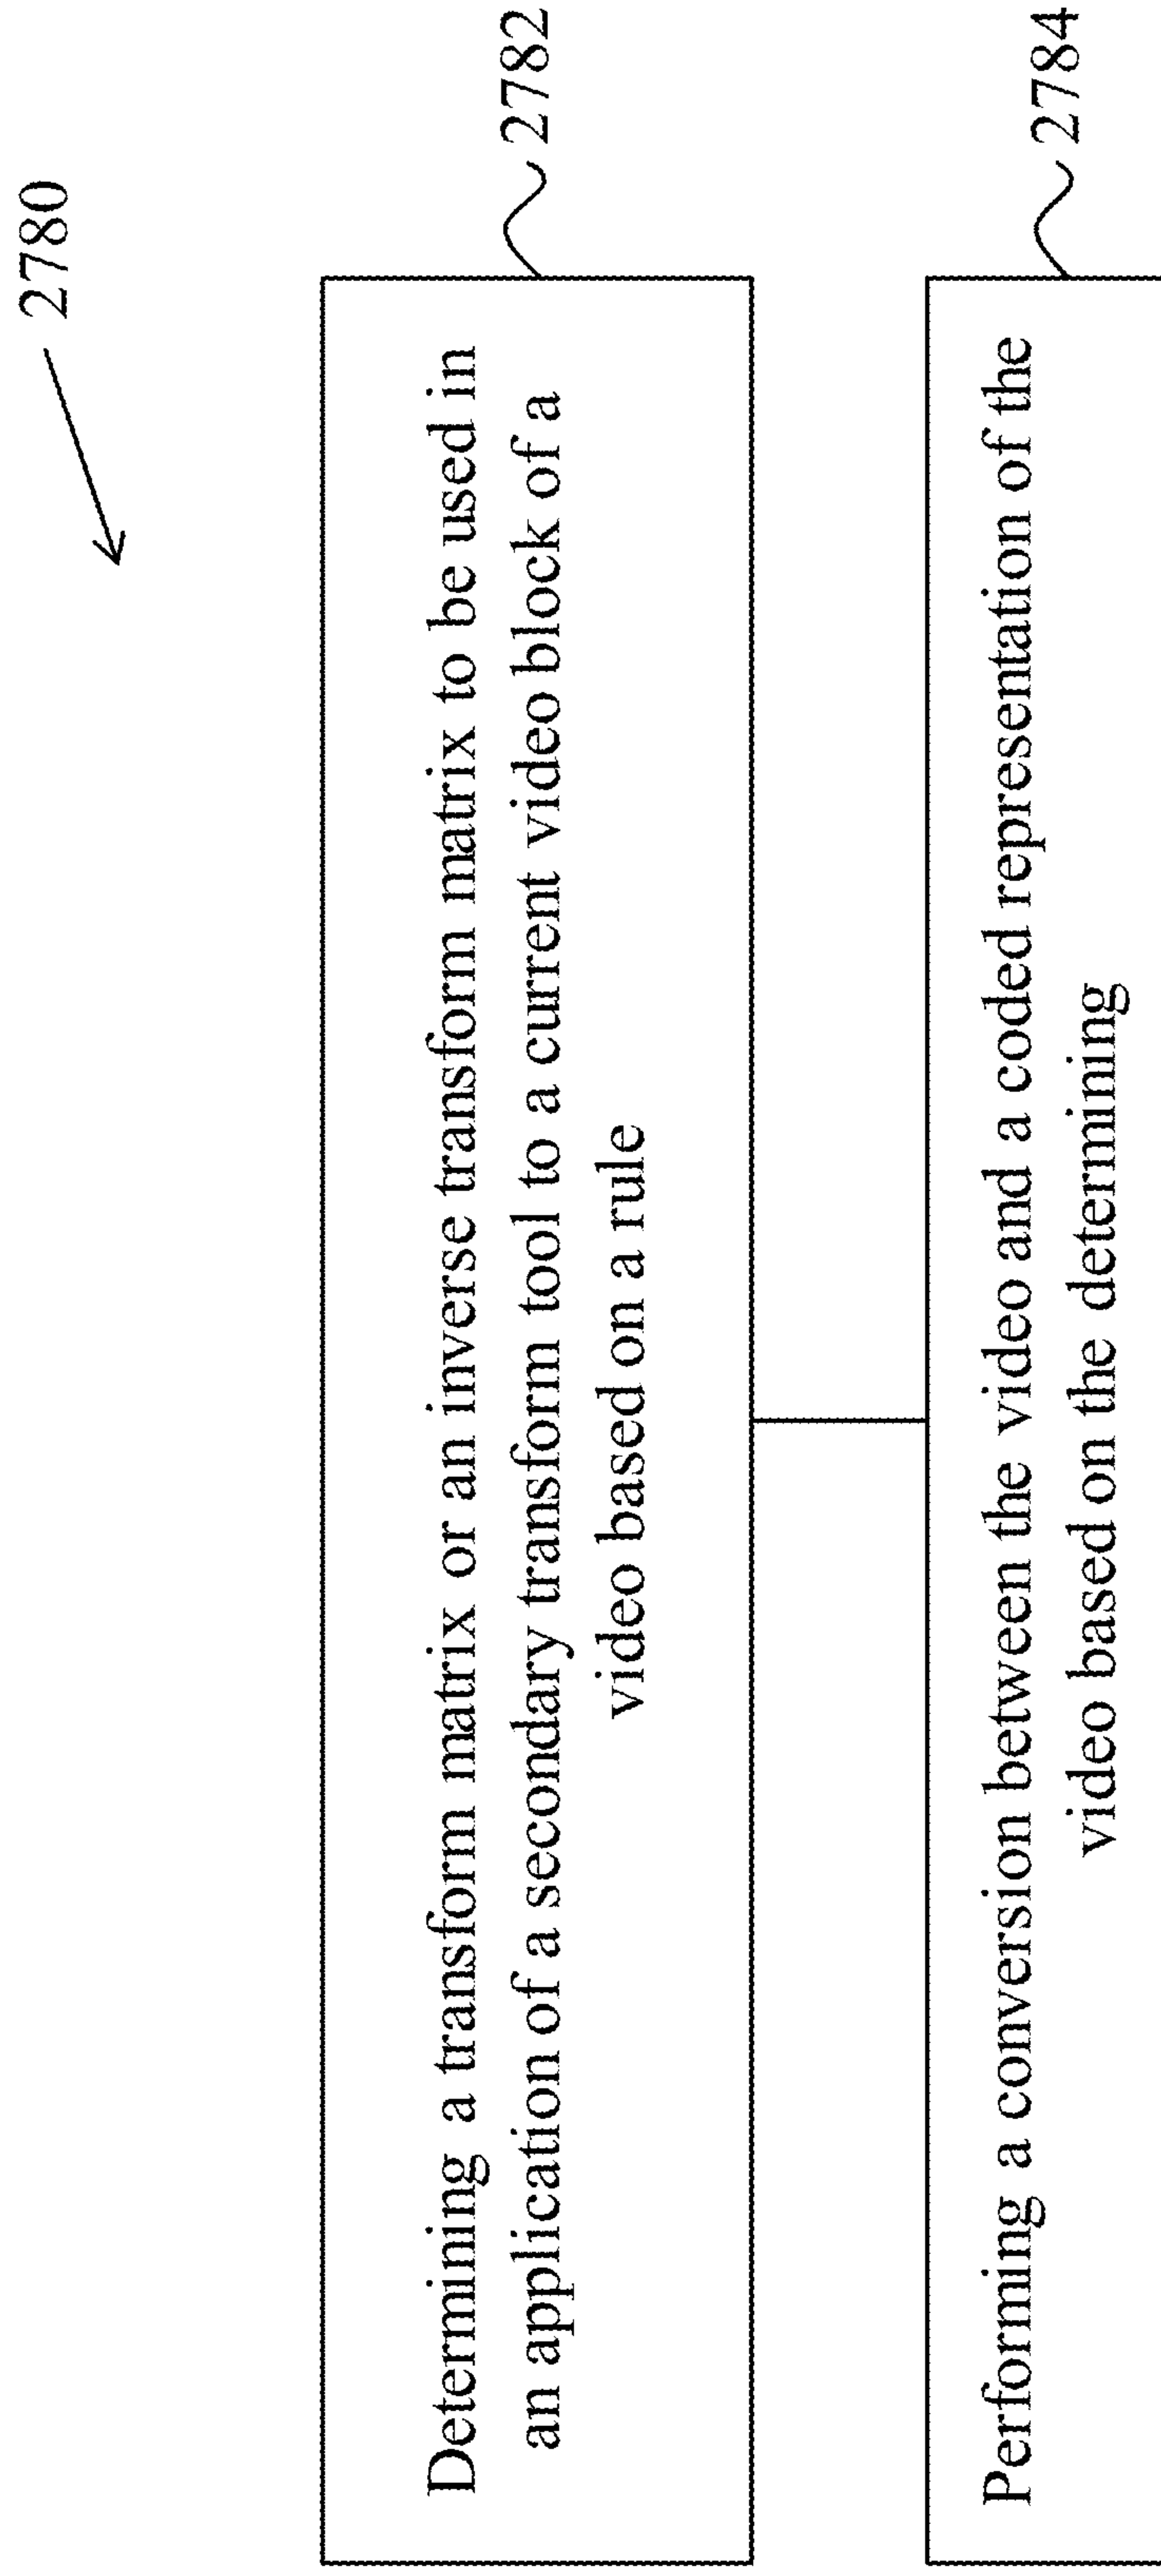 2780
Determining a transform matrix or an inverse transform matrix to be used in
an application of a secondary transform tool to a current video block of a
video based on a rule
2782
Performing a conversion between the video and a coded representation of the
video based on the determining
2784